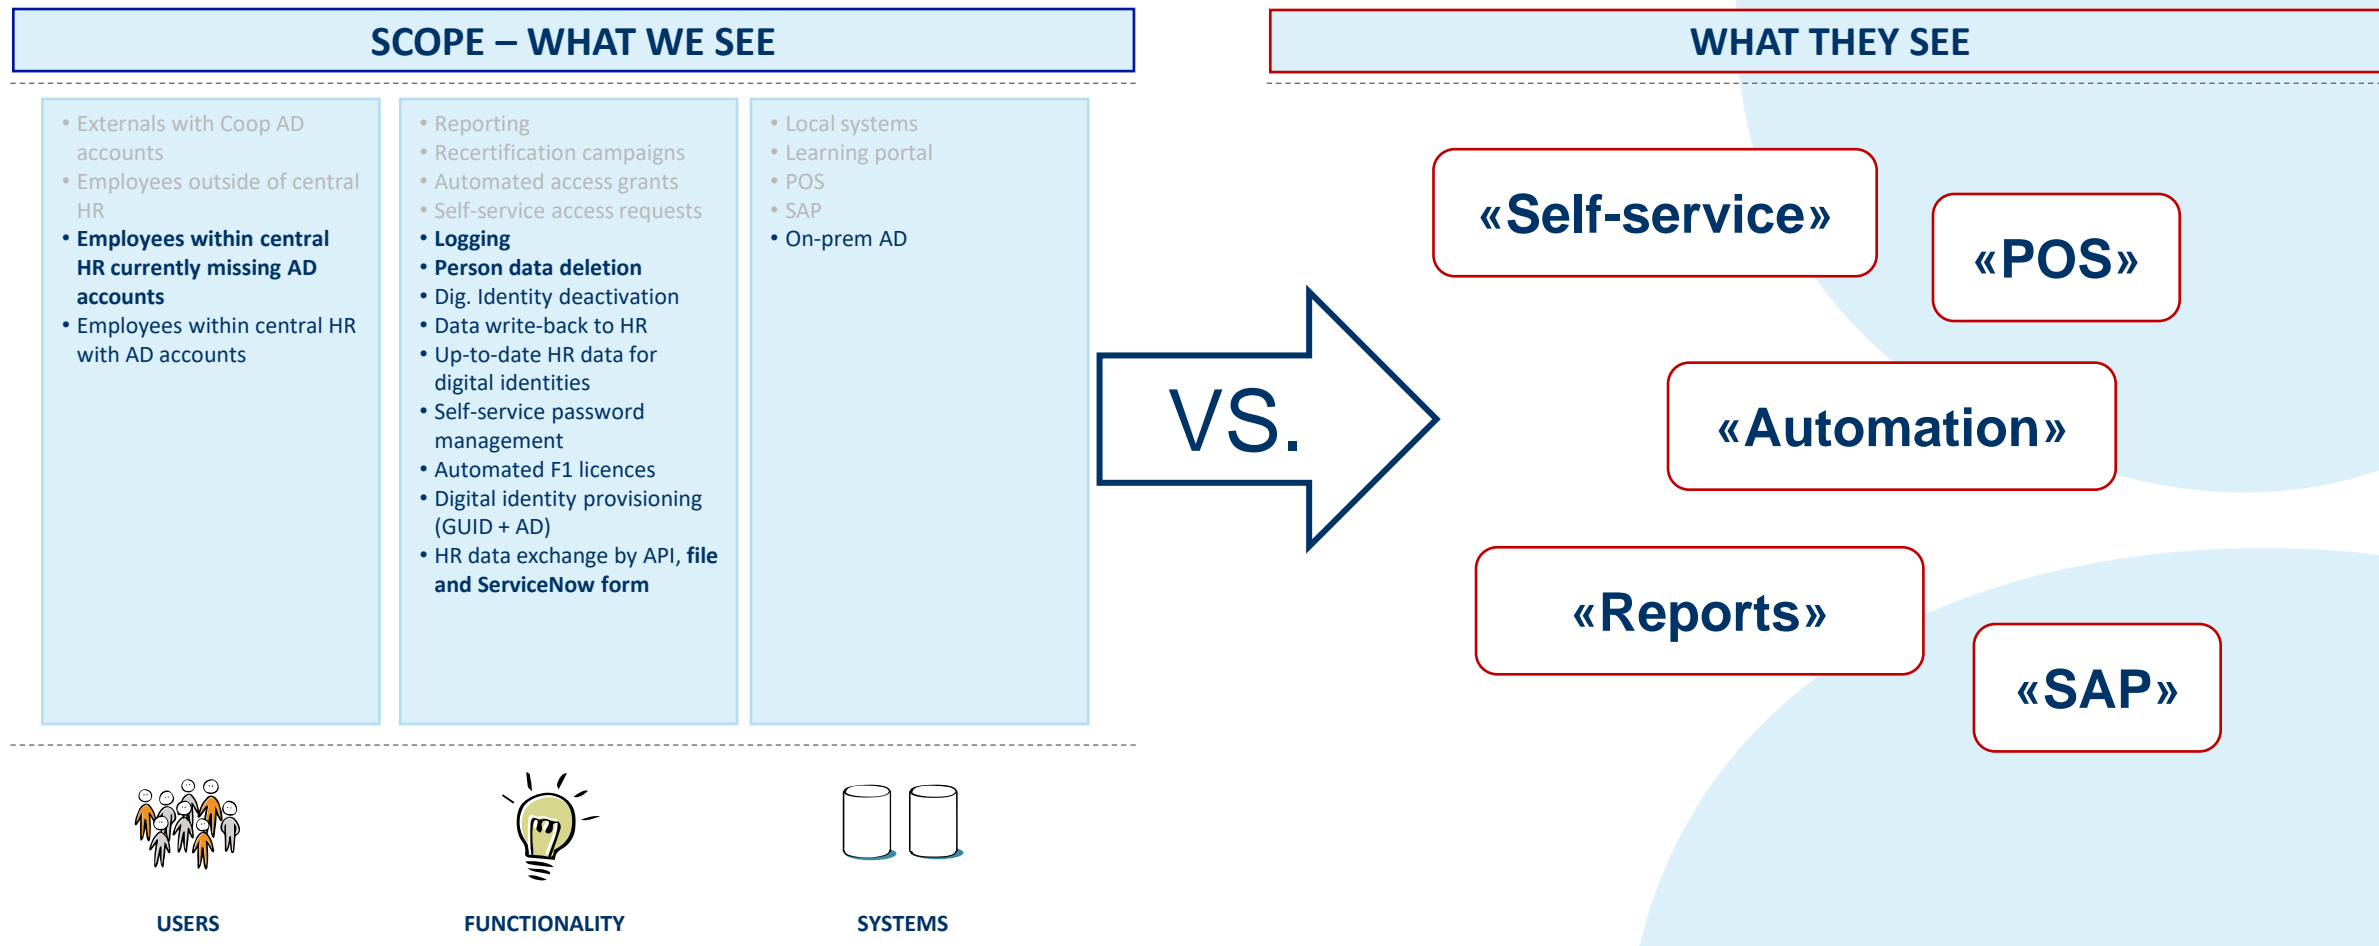 SCOPE – WHAT WE SEE
• Externals with Coop AD
accounts
• Employees outside of central
HR
• Employees within central
HR currently missing AD
accounts
• Employees within central HR
with AD accounts
• Reporting
• Recertification campaigns
• Automated access grants
• Self-service access requests
• Logging
• Person data deletion
• Dig. Identity deactivation
• Data write-back to HR
• Up-to-date HR data for
digital identities
• Self-service password
management
• Automated F1 licences
• Digital identity provisioning
(GUID + AD)
• HR data exchange by API, file
and ServiceNow form
• Local systems
• Learning portal
• POS
• SAP
• On-prem AD
USERS
FUNCTIONALITY
SYSTEMS
VS.
WHAT THEY SEE
«Self-service»
«POS»
«Automation»
«Reports»
«SAP»